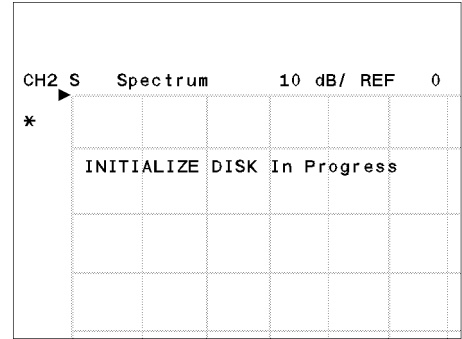 CH2 S Spectrum 10 dB/ REF 0
*
INITIALIZE DISK In Progress